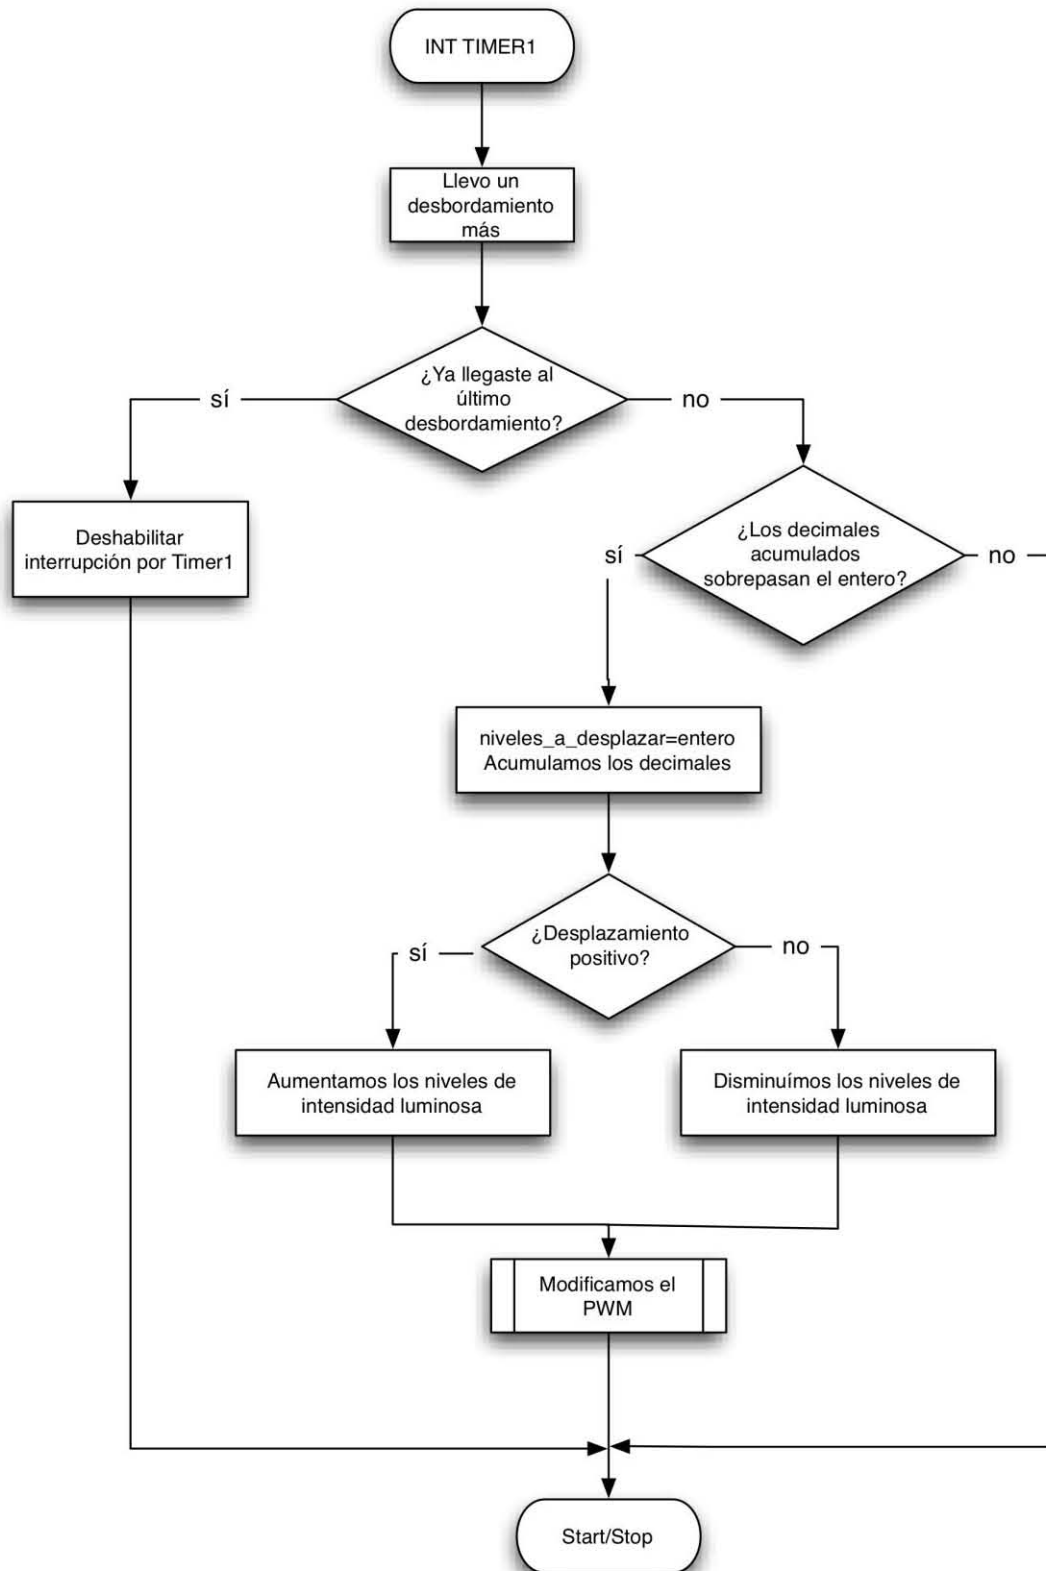 INT TIMER1
Llevo un
desbordamiento
más
¿Ya llegaste al
último
desbordamiento?
sí
no
Deshabilitar
interrupción por Timer1
¿Los decimales
acumulados
sobrepasan el entero?
sí
no
niveles_a_desplazar=entero
Acumulamos los decimales
¿Desplazamiento
positivo?
sí
no
Aumentamos los niveles de
intensidad luminosa
Disminuímos los niveles de
intensidad luminosa
Modificamos el
PWM
Start/Stop